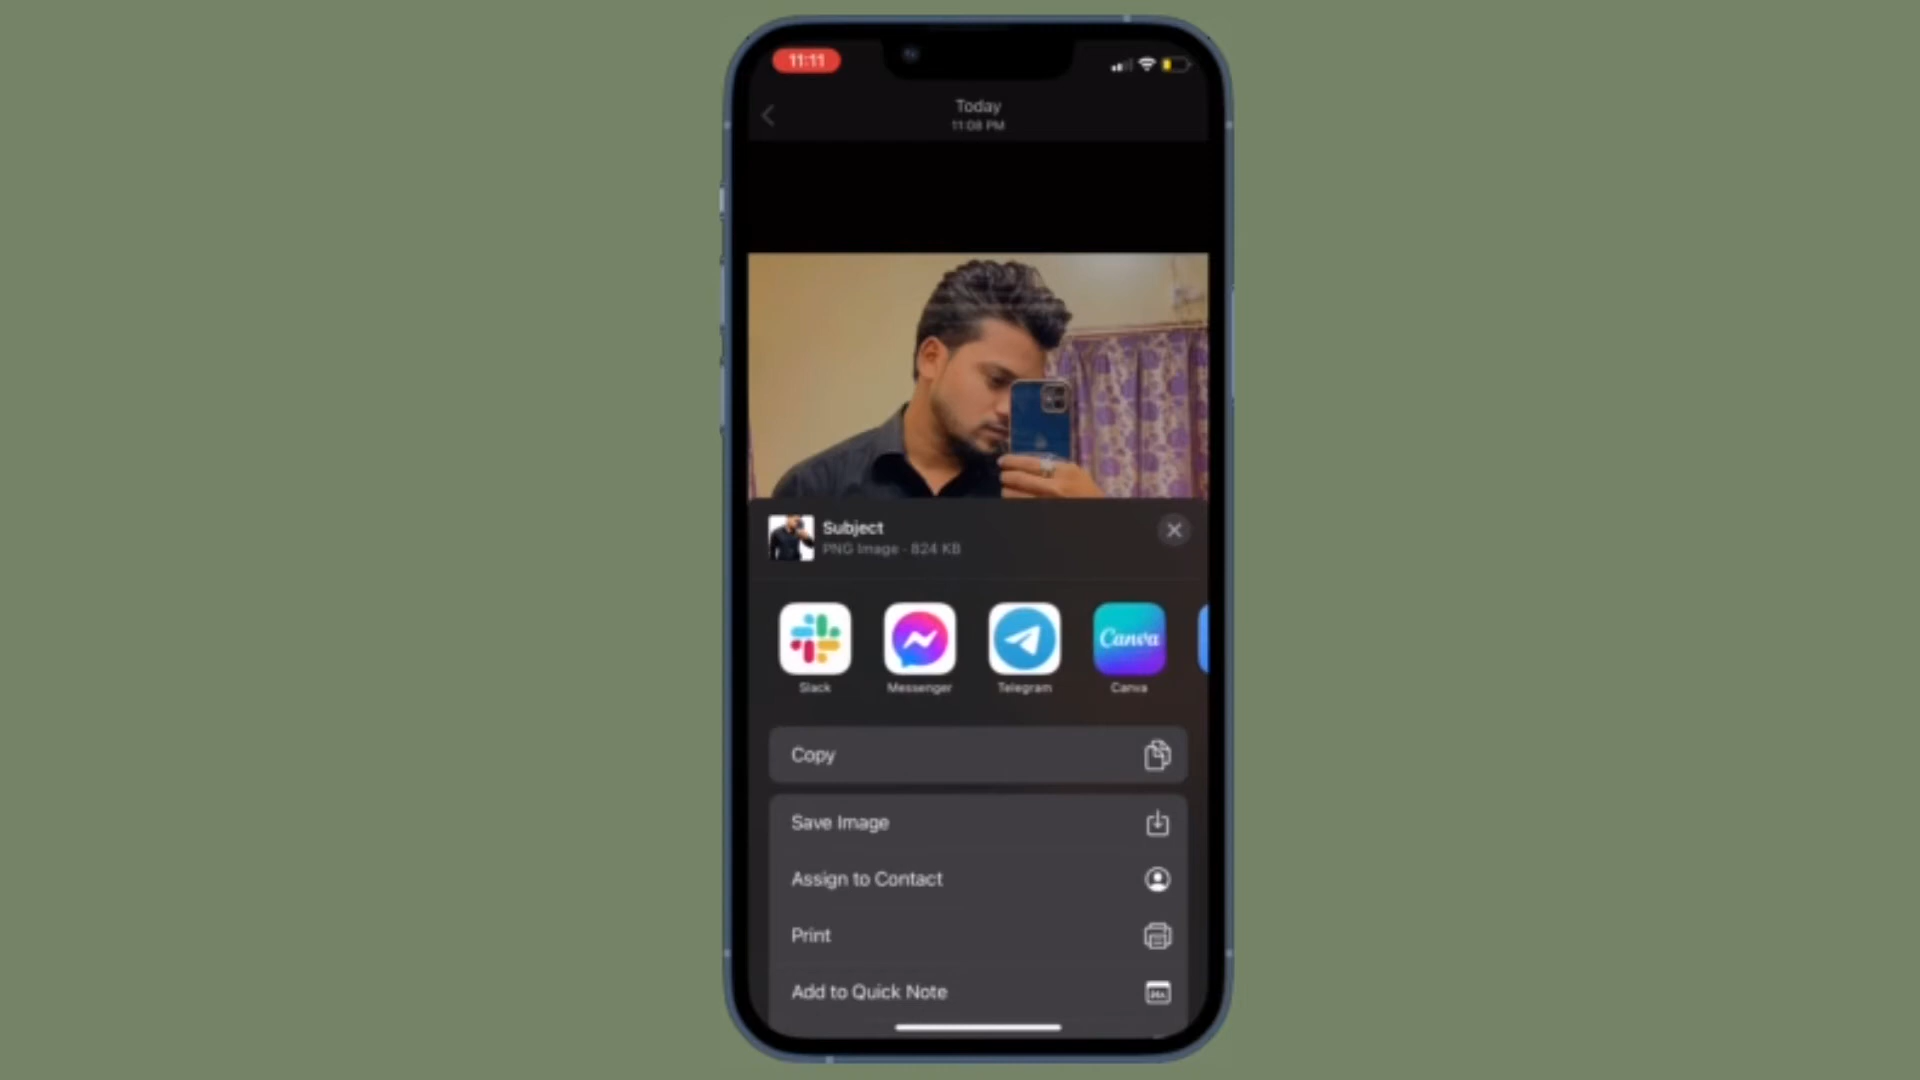 11:11
Today
11:08 PM
Subject
PNG Image · 824 KB
Canva
Slack
Messenger
Telegram
Canva
Copy
Save Image
Assign to Contact
Print
Add to Quick Note